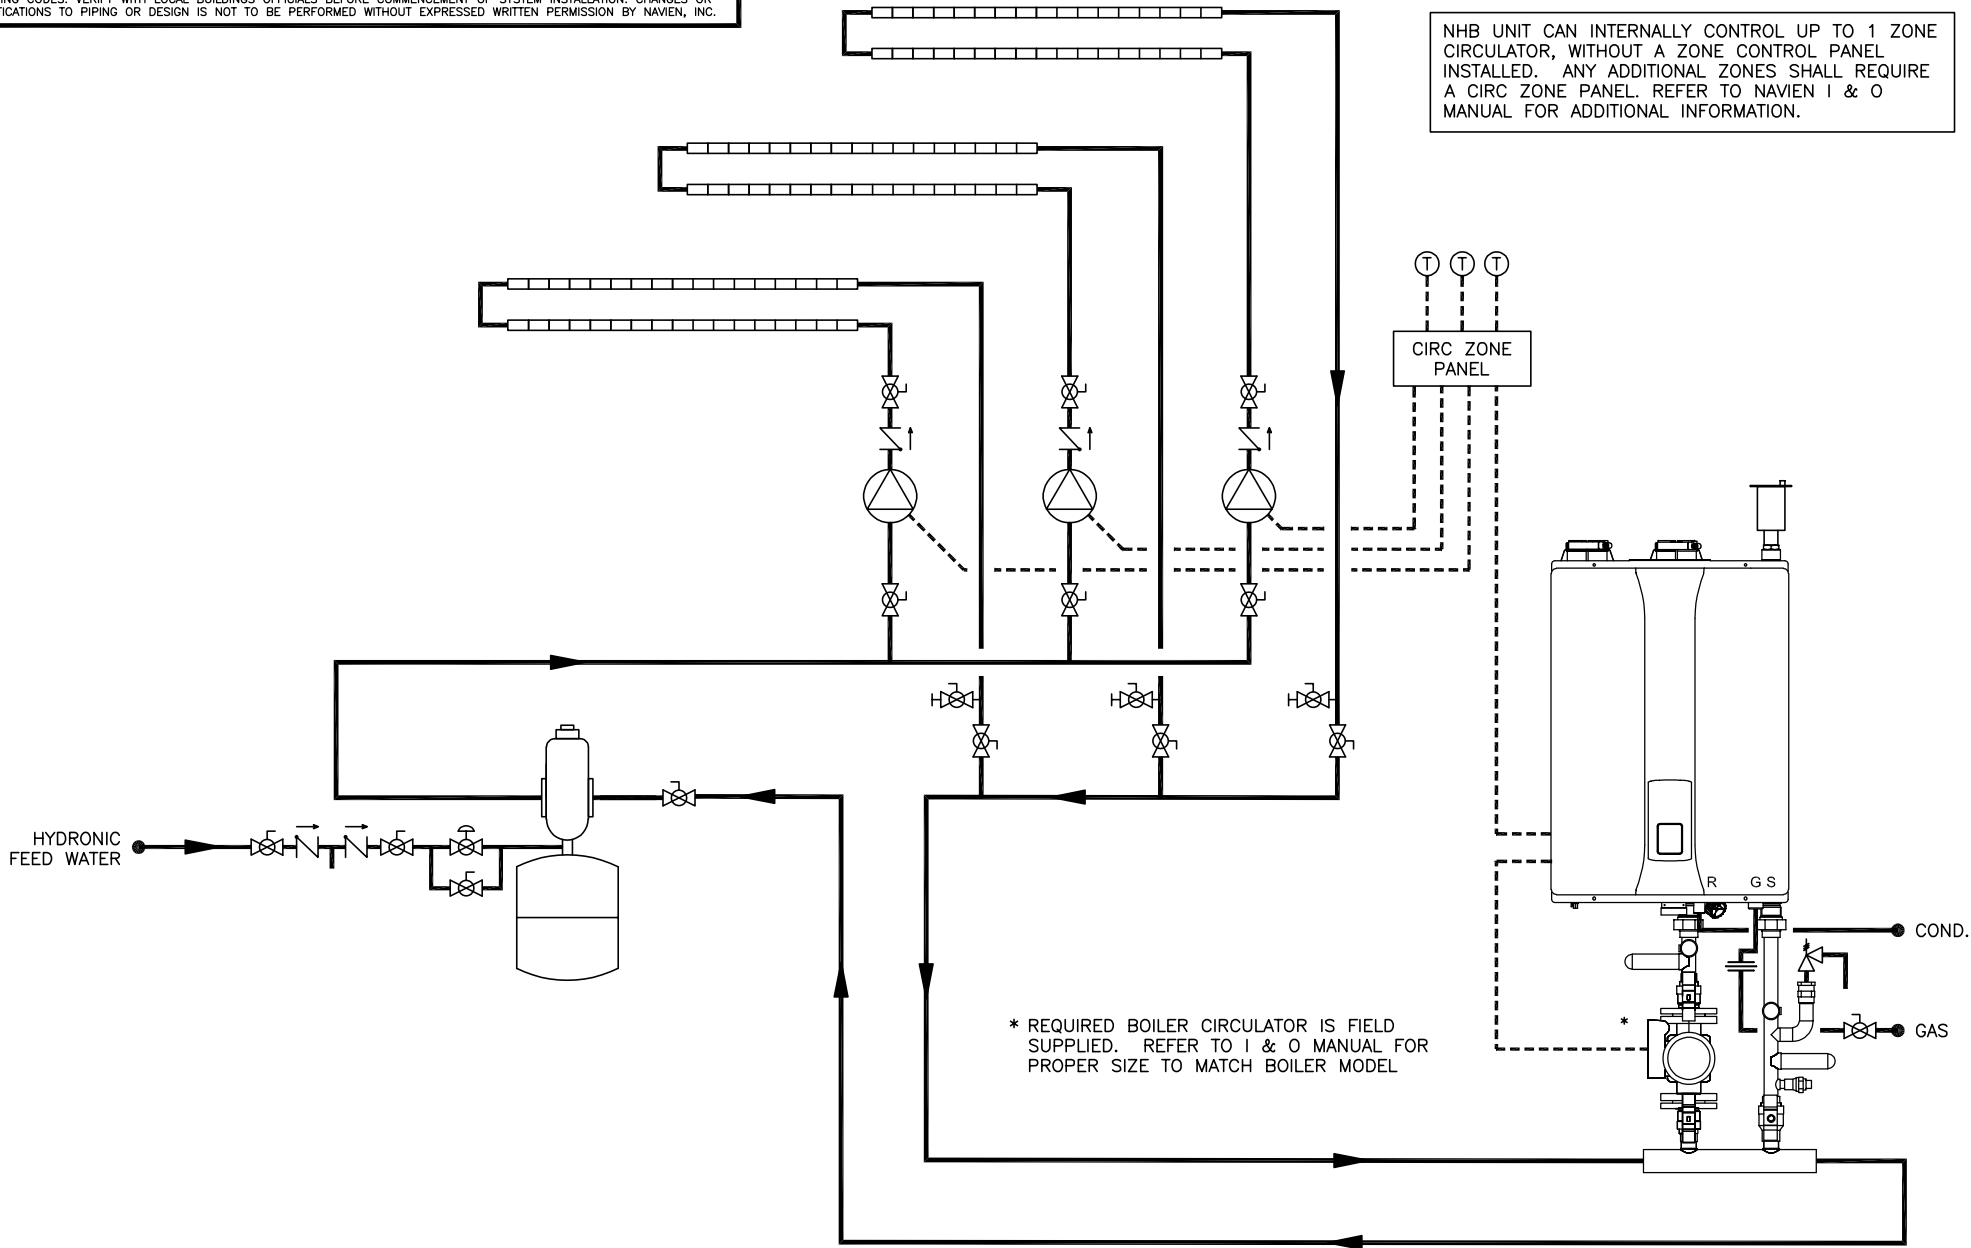 ING CODES. VERIFY WITH LOCAL BUILDINGS OFFICIALS BEFORE COMMENCEMENT OF SYSTEM INSTALLATION. CHANGES OR
FICATIONS TO PIPING OR DESIGN IS NOT TO BE PERFORMED WITHOUT EXPRESSED WRITTEN PERMISSION BY NAVIEN, INC.
NHB UNIT CAN INTERNALLY CONTROL UP TO 1 ZONE
CIRCULATOR, WITHOUT A ZONE CONTROL PANEL
INSTALLED. ANY ADDITIONAL ZONES SHALL REQUIRE
A CIRC ZONE PANEL. REFER TO NAVIEN I & O
MANUAL FOR ADDITIONAL INFORMATION.
T T T
CIRC ZONE
PANEL
HYDRONIC
FEED WATER
R G S
COND.
* REQUIRED BOILER CIRCULATOR IS FIELD
SUPPLIED. REFER TO I & O MANUAL FOR
PROPER SIZE TO MATCH BOILER MODEL
*
GAS